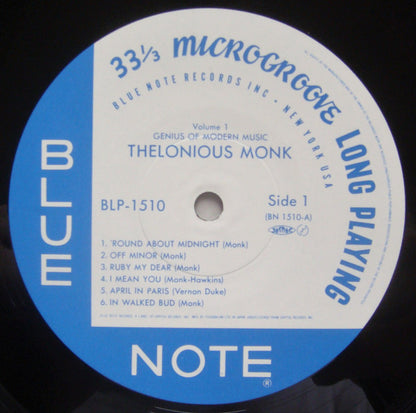 33 1/3 MICROGROOVE LONG PLAYING
BLUE NOTE RECORDS INC · NEW YORK USA
Volume 1
GENIUS OF MODERN MUSIC
THELONIOUS MONK
BLP-1510
Side 1
(BN 1510-A)
1. 'ROUND ABOUT MIDNIGHT (Monk)
2. OFF MINOR (Monk)
3. RUBY MY DEAR (Monk)
4. I MEAN YOU (Monk-Hawkins)
5. APRIL IN PARIS (Vernon Duke)
6. IN WALKED BUD (Monk)
BLUE
NOTE
®